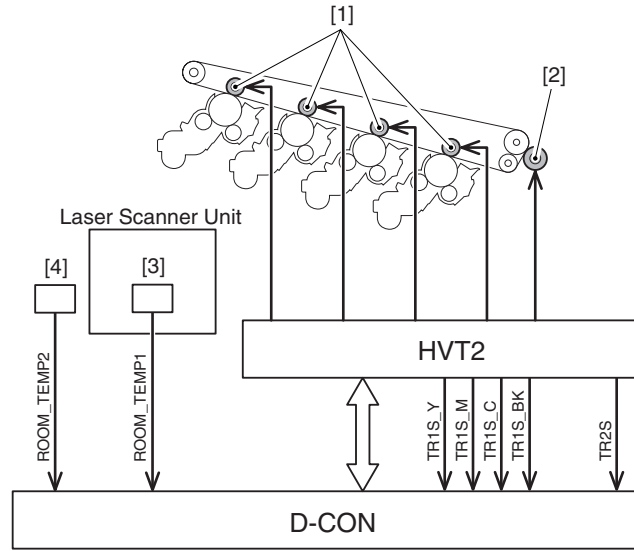 [1]
[2]
Laser Scanner Unit
[4]
[3]
HVT2
ROOM_TEMP2
ROOM_TEMP1
TR1S_Y
TR1S_M
TR1S_C
TR1S_BK
TR2S
D-CON